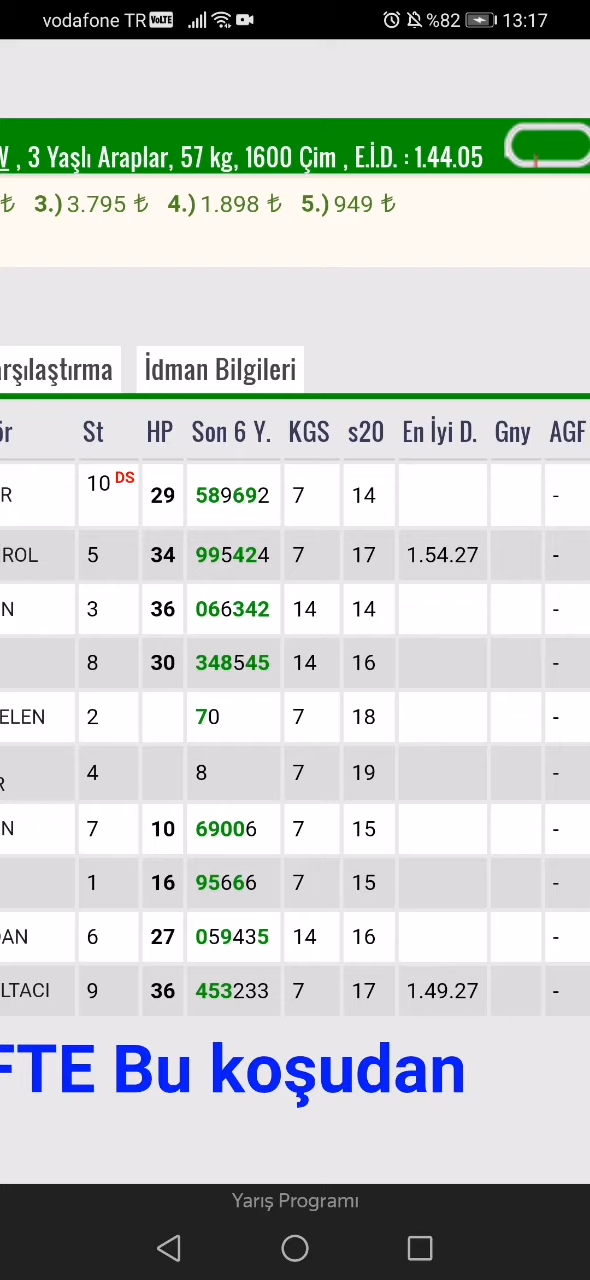 vodafone TR VoLTE %82 13:17
W , 3 Yaşlı Araplar, 57 kg, 1600 Çim , E.İ.D. : 1.44.05
₺ 3.) 3.795 ₺ 4.) 1.898 ₺ 5.) 949 ₺
arşılaştırma İdman Bilgileri
ör St HP Son 6 Y. KGS s20 En İyi D. Gny AGF
R 10 DS 29 589692 7 14 -
ROL 5 34 995424 7 17 1.54.27 -
N 3 36 066342 14 14 -
8 30 348545 14 16 -
ELEN 2 70 7 18 -
R 4 8 7 19 -
N 7 10 69006 7 15 -
1 16 95666 7 15 -
DAN 6 27 059435 14 16 -
LTACI 9 36 453233 7 17 1.49.27 -
FTE Bu koşudan
Yarış Programı